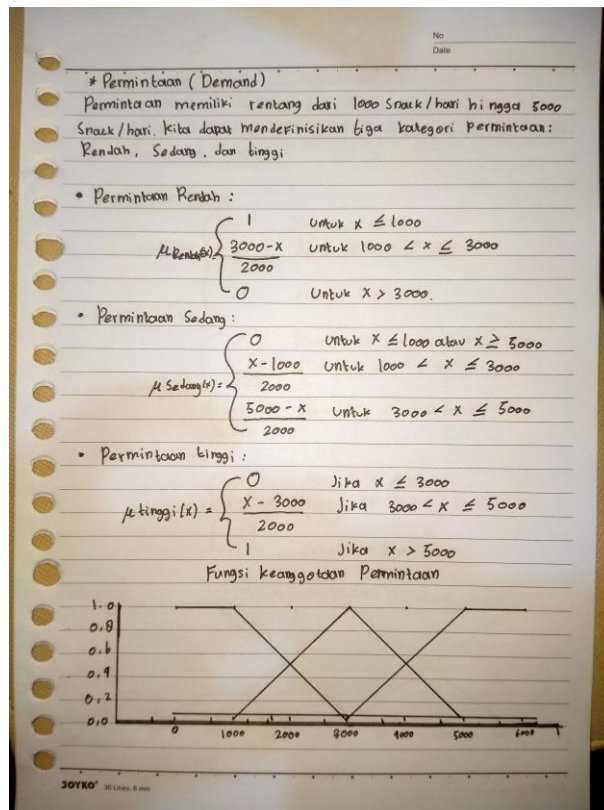 No
Date
* Permintaan (Demand)
Permintaan memiliki rentang dari 1000 Snack/hari hingga 5000
Snack/hari. Kita dapat mendefinisikan tiga kategori Permintaan:
Rendah, Sedang, dan tinggi
• Permintaan Rendah :
1 untuk x ≤ 1000
μ Rendah(x) = 3000-x untuk 1000 < x ≤ 3000
2000
0 Untuk x > 3000.
• Permintaan Sedang :
0 untuk x ≤ 1000 atau x ≥ 5000
x-1000 untuk 1000 < x ≤ 3000
μ Sedang(x) = 2000
5000 - x untuk 3000 < x ≤ 5000
2000
• Permintaan tinggi :
0 Jika x ≤ 3000
μ tinggi(x) = x - 3000 Jika 3000 < x ≤ 5000
2000
1 Jika x > 5000
Fungsi keanggotaan Permintaan
1.0
0.8
0.6
0.4
0.2
0.0
0 1000 2000 3000 4000 5000 6000
JOYKO 30 Lines, 6 mm